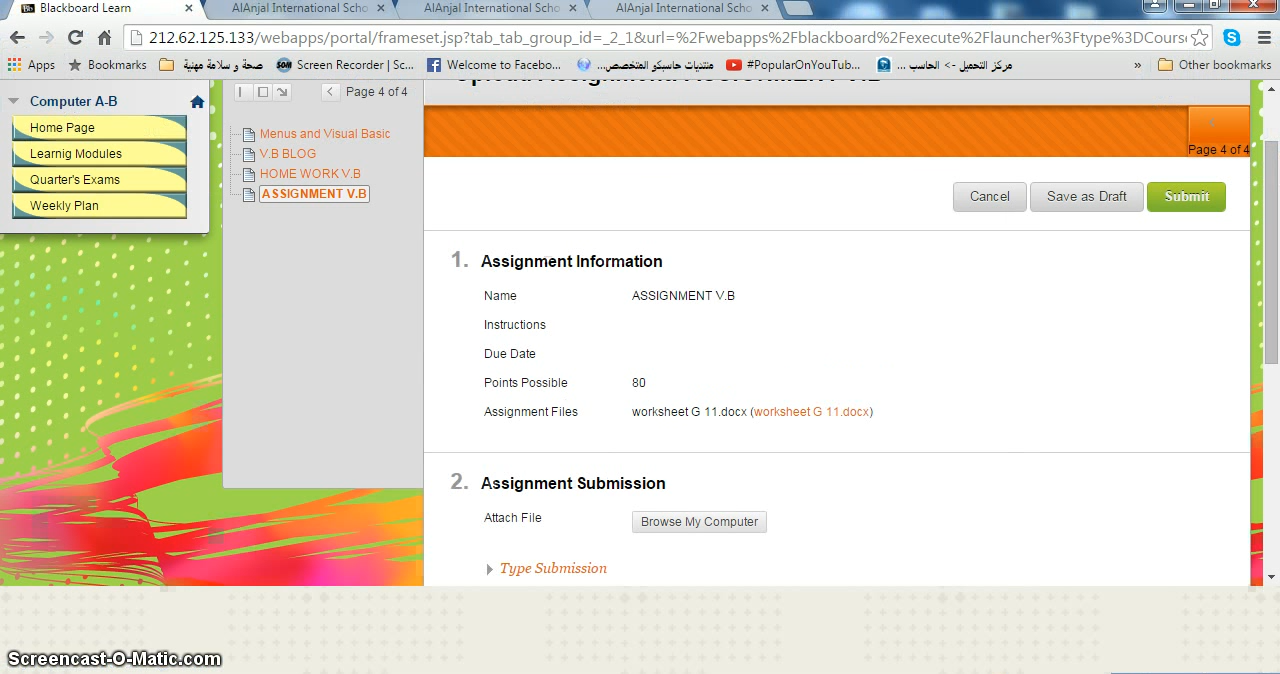 Blackboard Learn
AlAnjal International Scho
AlAnjal International Scho
AlAnjal International Scho
212.62.125.133/webapps/portal/frameset.jsp?tab_tab_group_id=_2_1&url=%2Fwebapps%2Fblackboard%2Fexecute%2Flauncher%3Ftype%3DCours
Apps
Bookmarks
صحة و سلامة مهنية
Screen Recorder | Sc...
Welcome to Facebo...
منتديات حاسبكو المتخصص...
#PopularOnYouTub...
مركز التحميل -> الحاسب ...
»
Other bookmarks
Computer A-B
Home Page
Learnig Modules
Quarter's Exams
Weekly Plan
Page 4 of 4
Menus and Visual Basic
V.B BLOG
HOME WORK V.B
ASSIGNMENT V.B
Page 4 of 4
Cancel
Save as Draft
Submit
1. Assignment Information
Name ASSIGNMENT V.B
Instructions
Due Date
Points Possible 80
Assignment Files worksheet G 11.docx (worksheet G 11.docx)
2. Assignment Submission
Attach File Browse My Computer
Type Submission
Screencast-O-Matic.com